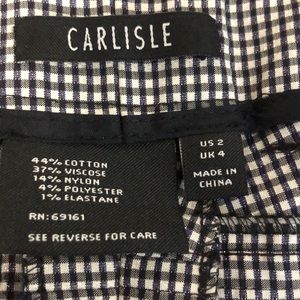 CARLISLE
44% COTTON
37% VISCOSE
14% NYLON
4% POLYESTER
1% ELASTANE
RN: 69161
SEE REVERSE FOR CARE
US 2
UK 4
MADE IN
CHINA